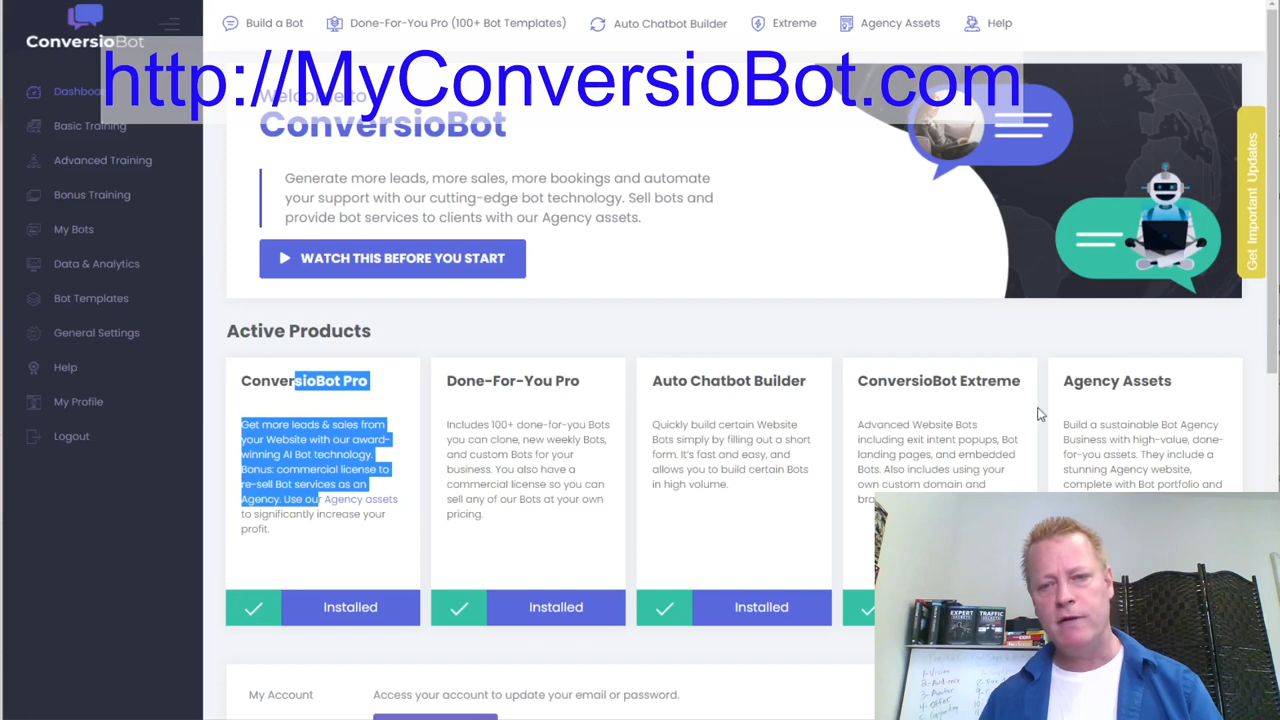 ConversioBot
Build a Bot
Done-For-You Pro (100+ Bot Templates)
Auto Chatbot Builder
Extreme
Agency Assets
Help
http://MyConversioBot.com
Dashboard
Basic Training
Advanced Training
Bonus Training
My Bots
Data & Analytics
Bot Templates
General Settings
Help
My Profile
Logout
Welcome to
ConversioBot
Generate more leads, more sales, more bookings and automate
your support with our cutting-edge bot technology. Sell bots and
provide bot services to clients with our Agency assets.
WATCH THIS BEFORE YOU START
Get Important Updates
Active Products
ConversioBot Pro
Get more leads & sales from
your Website with our award-
winning AI Bot technology.
Bonus: commercial license to
re-sell Bot services as an
Agency. Use our Agency assets
to significantly increase your
profit.
Installed
Done-For-You Pro
Includes 100+ done-for-you Bots
you can clone, new weekly Bots,
and custom Bots for your
business. You also have a
commercial license so you can
sell any of our Bots at your own
pricing.
Installed
Auto Chatbot Builder
Quickly build certain Website
Bots simply by filling out a short
form. It's fast and easy, and
allows you to build certain Bots
in high volume.
Installed
ConversioBot Extreme
Advanced Website Bots
including exit intent popups, Bot
landing pages, and embedded
Bots. Also includes using your
own custom domain and
Agency Assets
Build a sustainable Bot Agency
Business with high-value, done-
for-you assets. They include a
stunning Agency website,
complete with Bot portfolio and
EXPERT
SECRETS
TRAFFIC
SECRETS
My Account
Access your account to update your email or password.